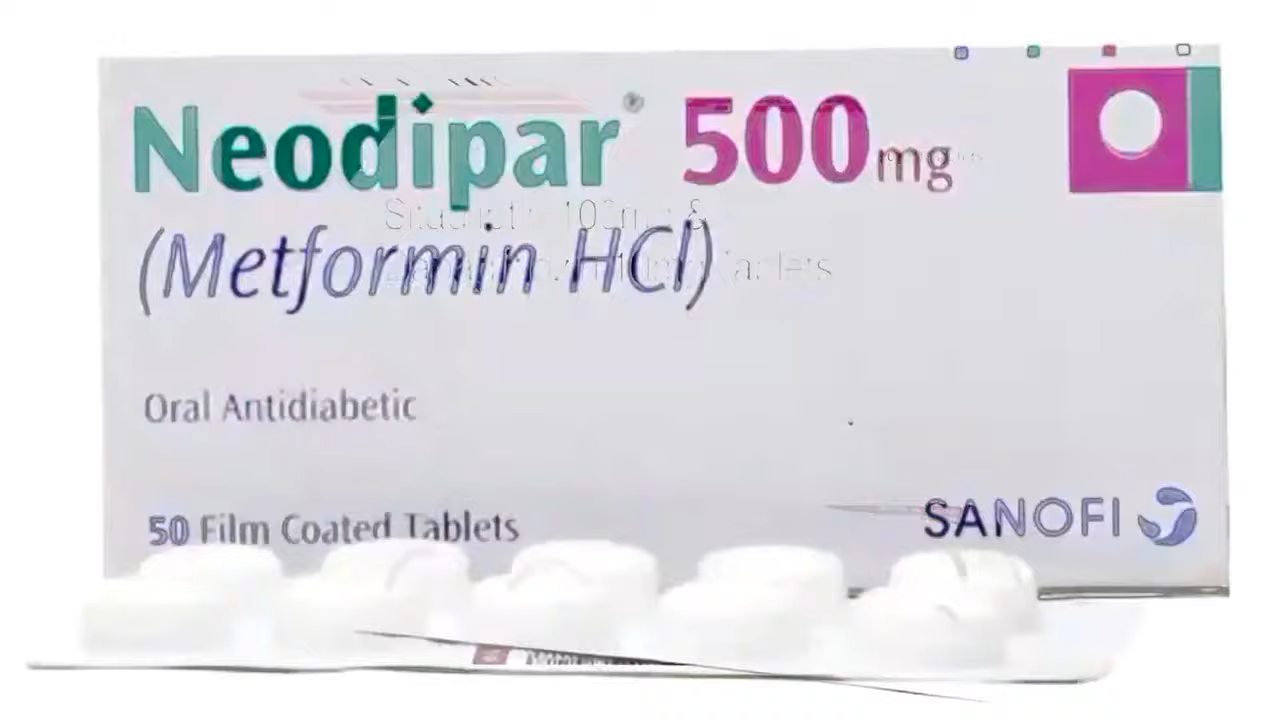 Neodipar® 500mg
(Metformin HCl)
Oral Antidiabetic
50 Film Coated Tablets
SANOFI